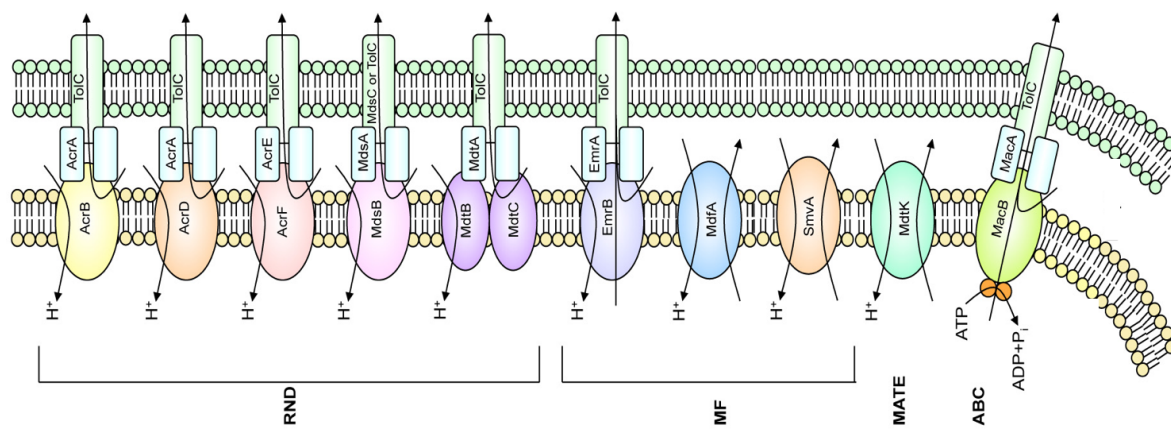 TolC
TolC
TolC
MdsC or TolC
TolC
TolC
TolC
AcrA
AcrA
AcrE
MdsA
MdtA
EmrA
MacA
AcrB
AcrD
AcrF
MdsB
MdtB
MdtC
EmrB
MdfA
SmvA
MdtK
MacB
H⁺
H⁺
H⁺
H⁺
H⁺
H⁺
H⁺
H⁺
H⁺
ATP
ADP+Pᵢ
RND
MF
MATE
ABC